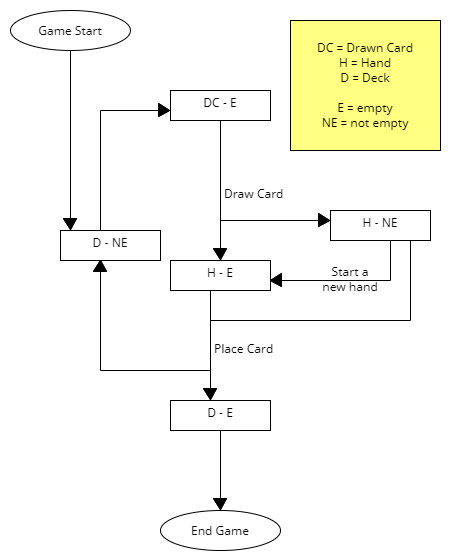 Game Start
DC = Drawn Card
H = Hand
D = Deck
E = empty
NE = not empty
DC - E
Draw Card
H - NE
D - NE
H - E
Start a
new hand
Place Card
D - E
End Game